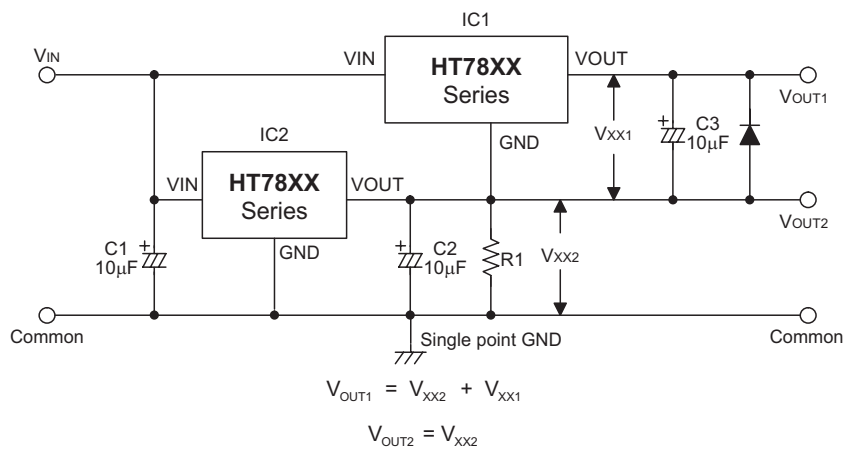 IC1
VIN
VIN
HT78XX
Series
VOUT
VOUT1
GND
VXX1
C3
10μF
IC2
VIN
HT78XX
Series
VOUT
VOUT2
GND
C1
10μF
C2
10μF
R1
VXX2
Common
Single point GND
Common
VOUT1 = VXX2 + VXX1
VOUT2 = VXX2